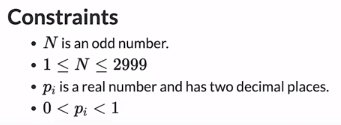 Constraints
• N is an odd number.
• 1 ≤ N ≤ 2999
• pᵢ is a real number and has two decimal places.
• 0 < pᵢ < 1